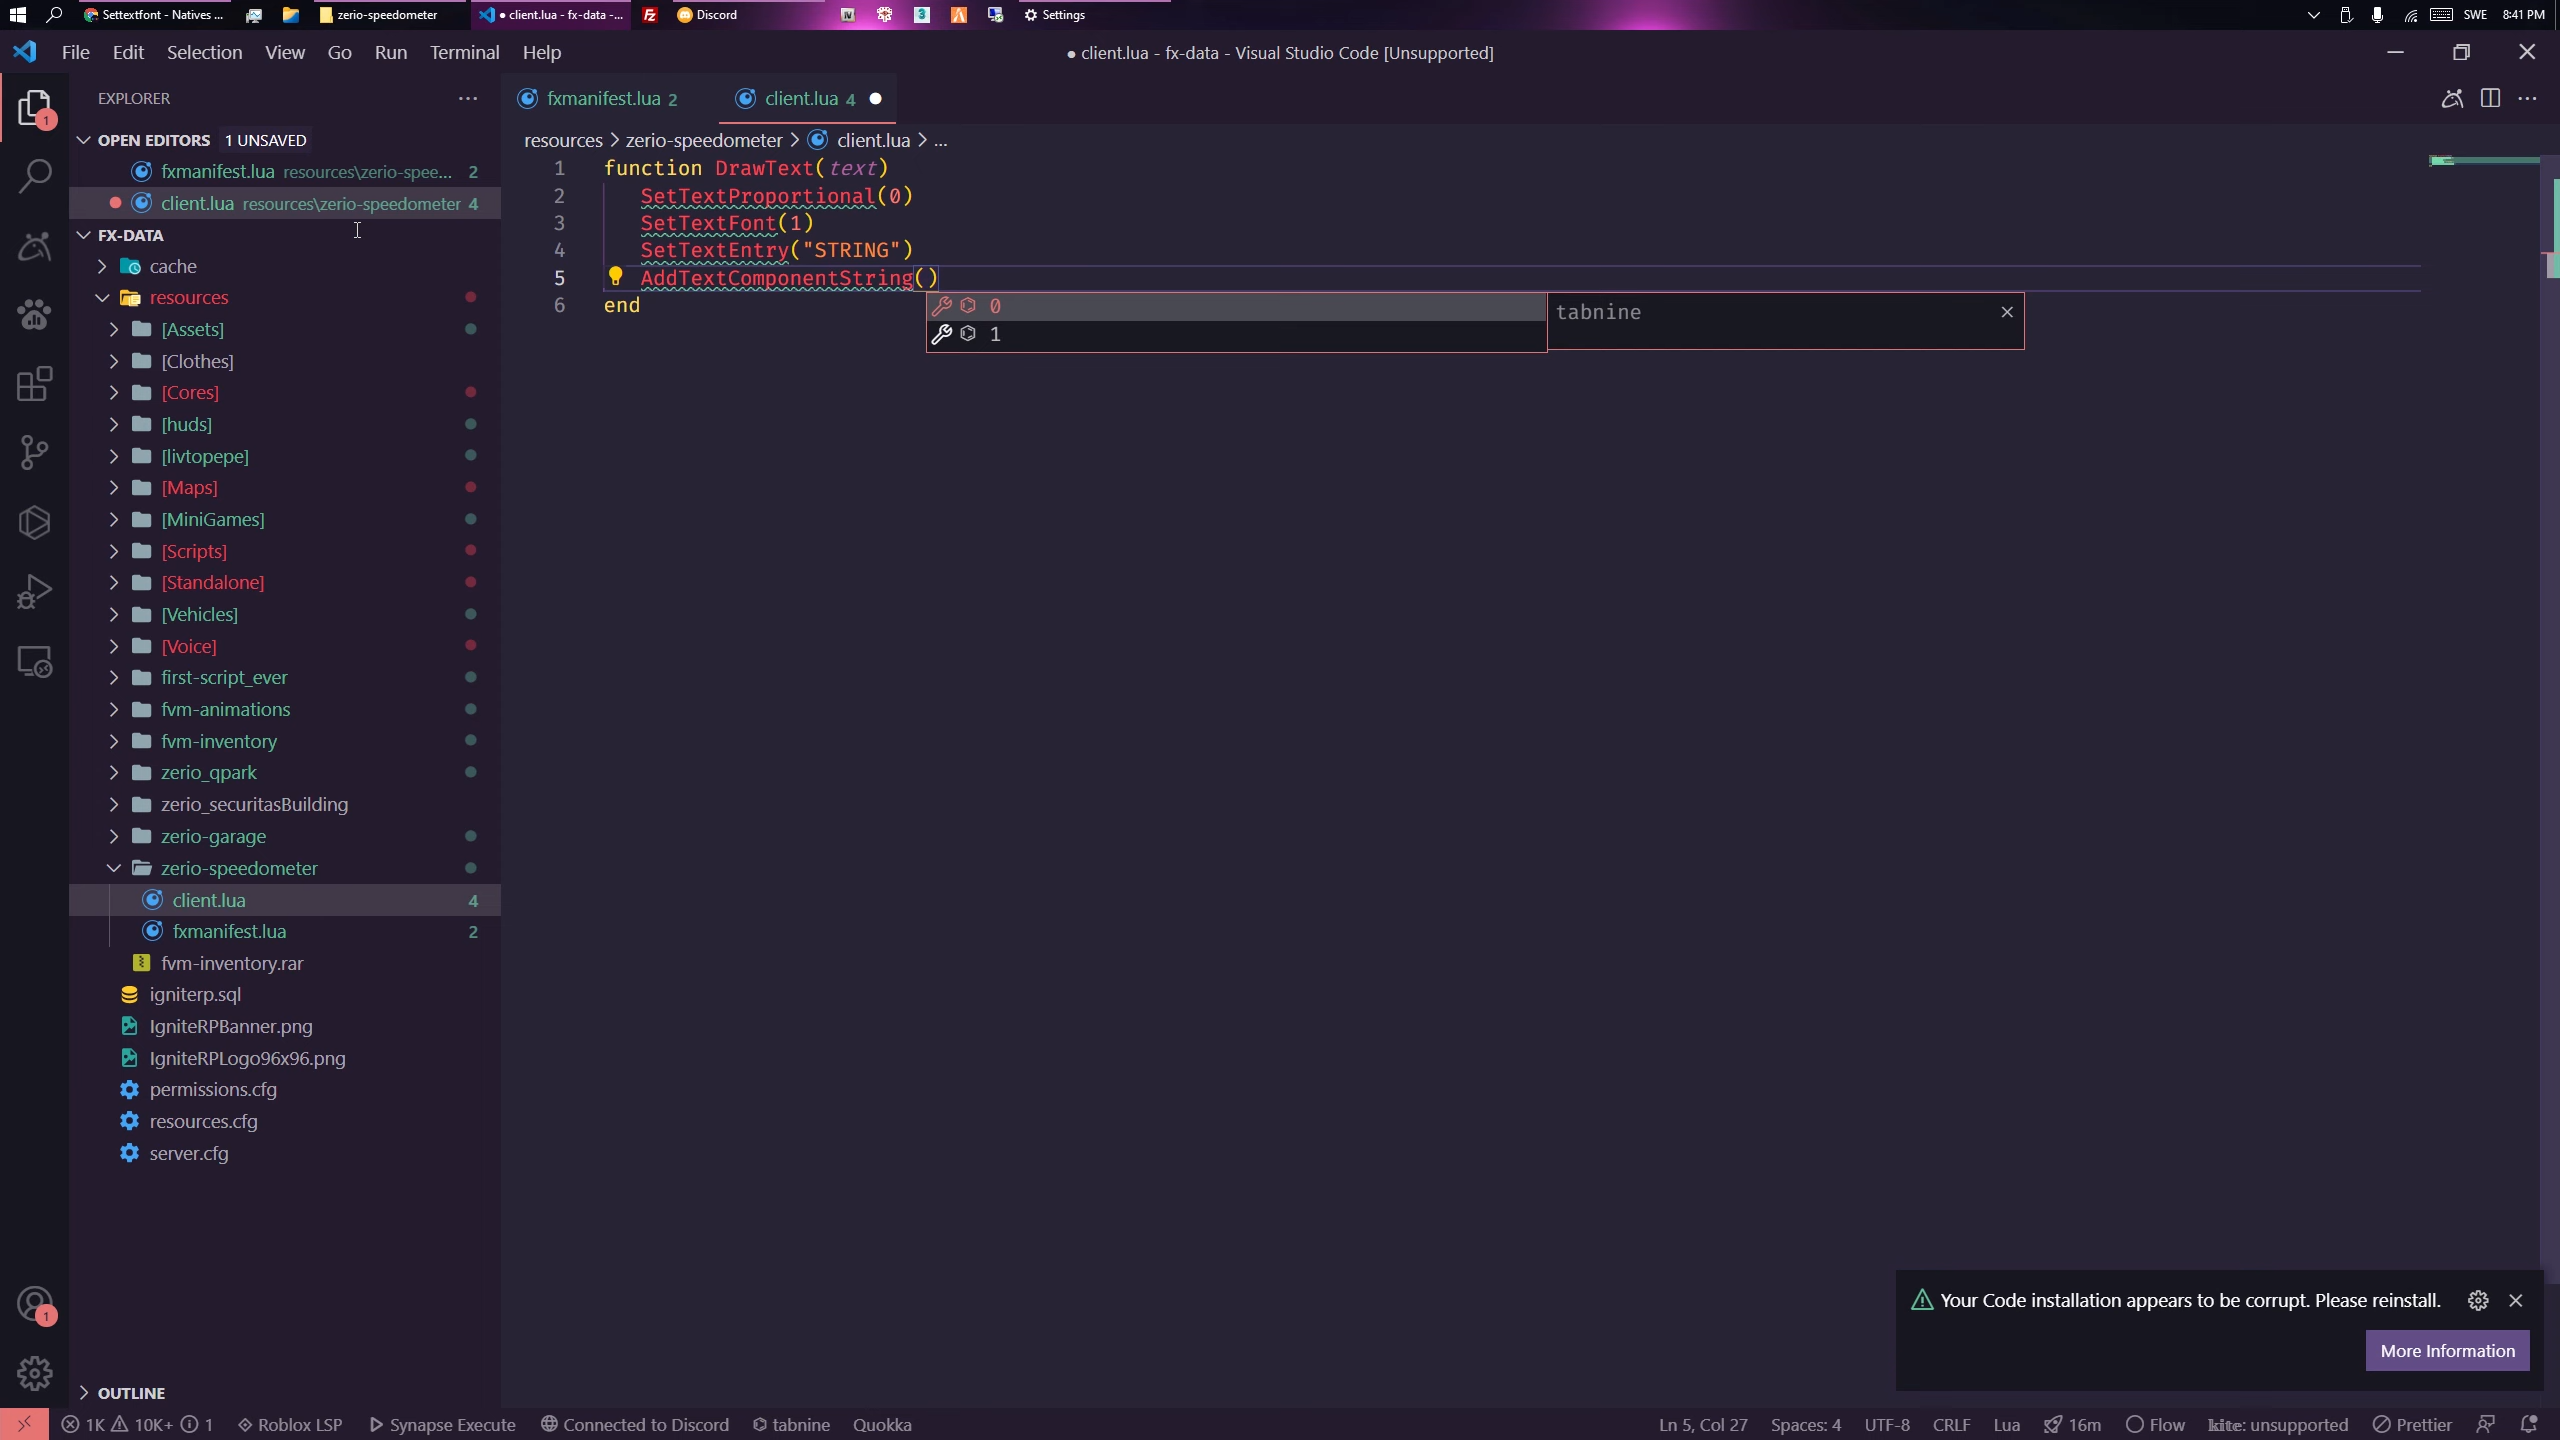 Settextfont - Natives ...
zerio-speedometer
● client.lua - fx-data -...
Fz
Discord
Settings
SWE
8:41 PM
File Edit Selection View Go Run Terminal Help
● client.lua - fx-data - Visual Studio Code [Unsupported]
EXPLORER
OPEN EDITORS 1 UNSAVED
fxmanifest.lua resources\zerio-spee... 2
client.lua resources\zerio-speedometer 4
FX-DATA
cache
resources
[Assets]
[Clothes]
[Cores]
[huds]
[livtopepe]
[Maps]
[MiniGames]
[Scripts]
[Standalone]
[Vehicles]
[Voice]
first-script_ever
fvm-animations
fvm-inventory
zerio_qpark
zerio_securitasBuilding
zerio-garage
zerio-speedometer
client.lua 4
fxmanifest.lua 2
fvm-inventory.rar
igniterp.sql
IgniteRPBanner.png
IgniteRPLogo96x96.png
permissions.cfg
resources.cfg
server.cfg
OUTLINE
1
1
fxmanifest.lua 2
client.lua 4 ●
resources > zerio-speedometer > client.lua > ...
1 function DrawText(text)
2 SetTextProportional(0)
3 SetTextFont(1)
4 SetTextEntry("STRING")
5 AddTextComponentString()
6 end
0
1
tabnine
Your Code installation appears to be corrupt. Please reinstall.
More Information
1K 10K+ 1 Roblox LSP Synapse Execute Connected to Discord tabnine Quokka
Ln 5, Col 27 Spaces: 4 UTF-8 CRLF Lua 16m Flow kite: unsupported Prettier